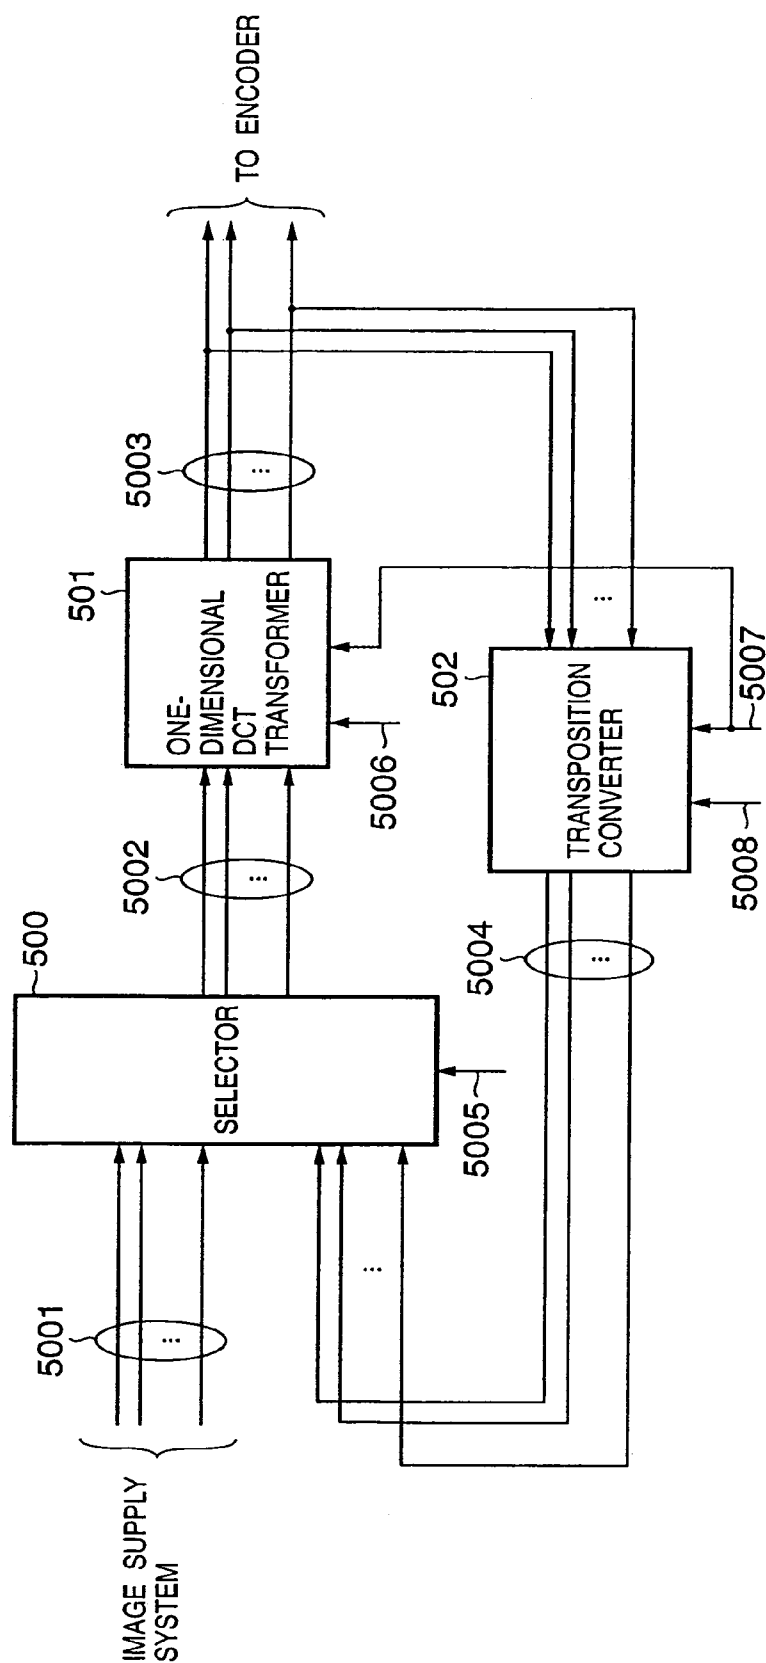 IMAGE SUPPLY
SYSTEM
5001
500
SELECTOR
5005
5002
501
ONE-
DIMENSIONAL
DCT
TRANSFORMER
5006
5003
TO ENCODER
5004
502
TRANSPOSITION
CONVERTER
5008
5007